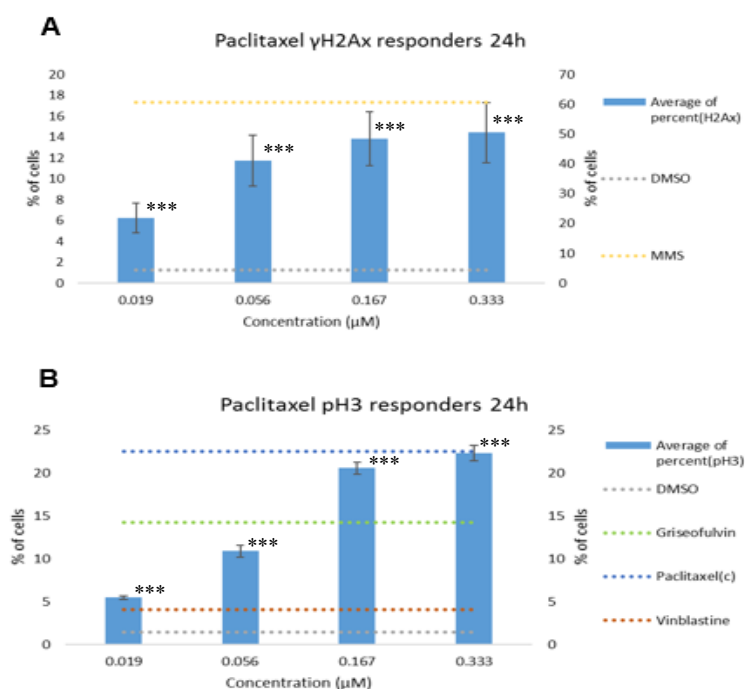 A
Paclitaxel γH2Ax responders 24h
20
18
16
14
12
10
8
6
4
2
0
% of cells
***
***
***
***
70
60
50
40
30
20
10
0
% of cells
0.019
0.056
0.167
0.333
Concentration (μM)
Average of
percent(H2Ax)
DMSO
MMS
B
Paclitaxel pH3 responders 24h
25
20
15
10
5
0
% of cells
***
***
***
***
25
20
15
10
5
0
% of cells
0.019
0.056
0.167
0.333
Concentration (μM)
Average of
percent(pH3)
DMSO
Griseofulvin
Paclitaxel(c)
Vinblastine